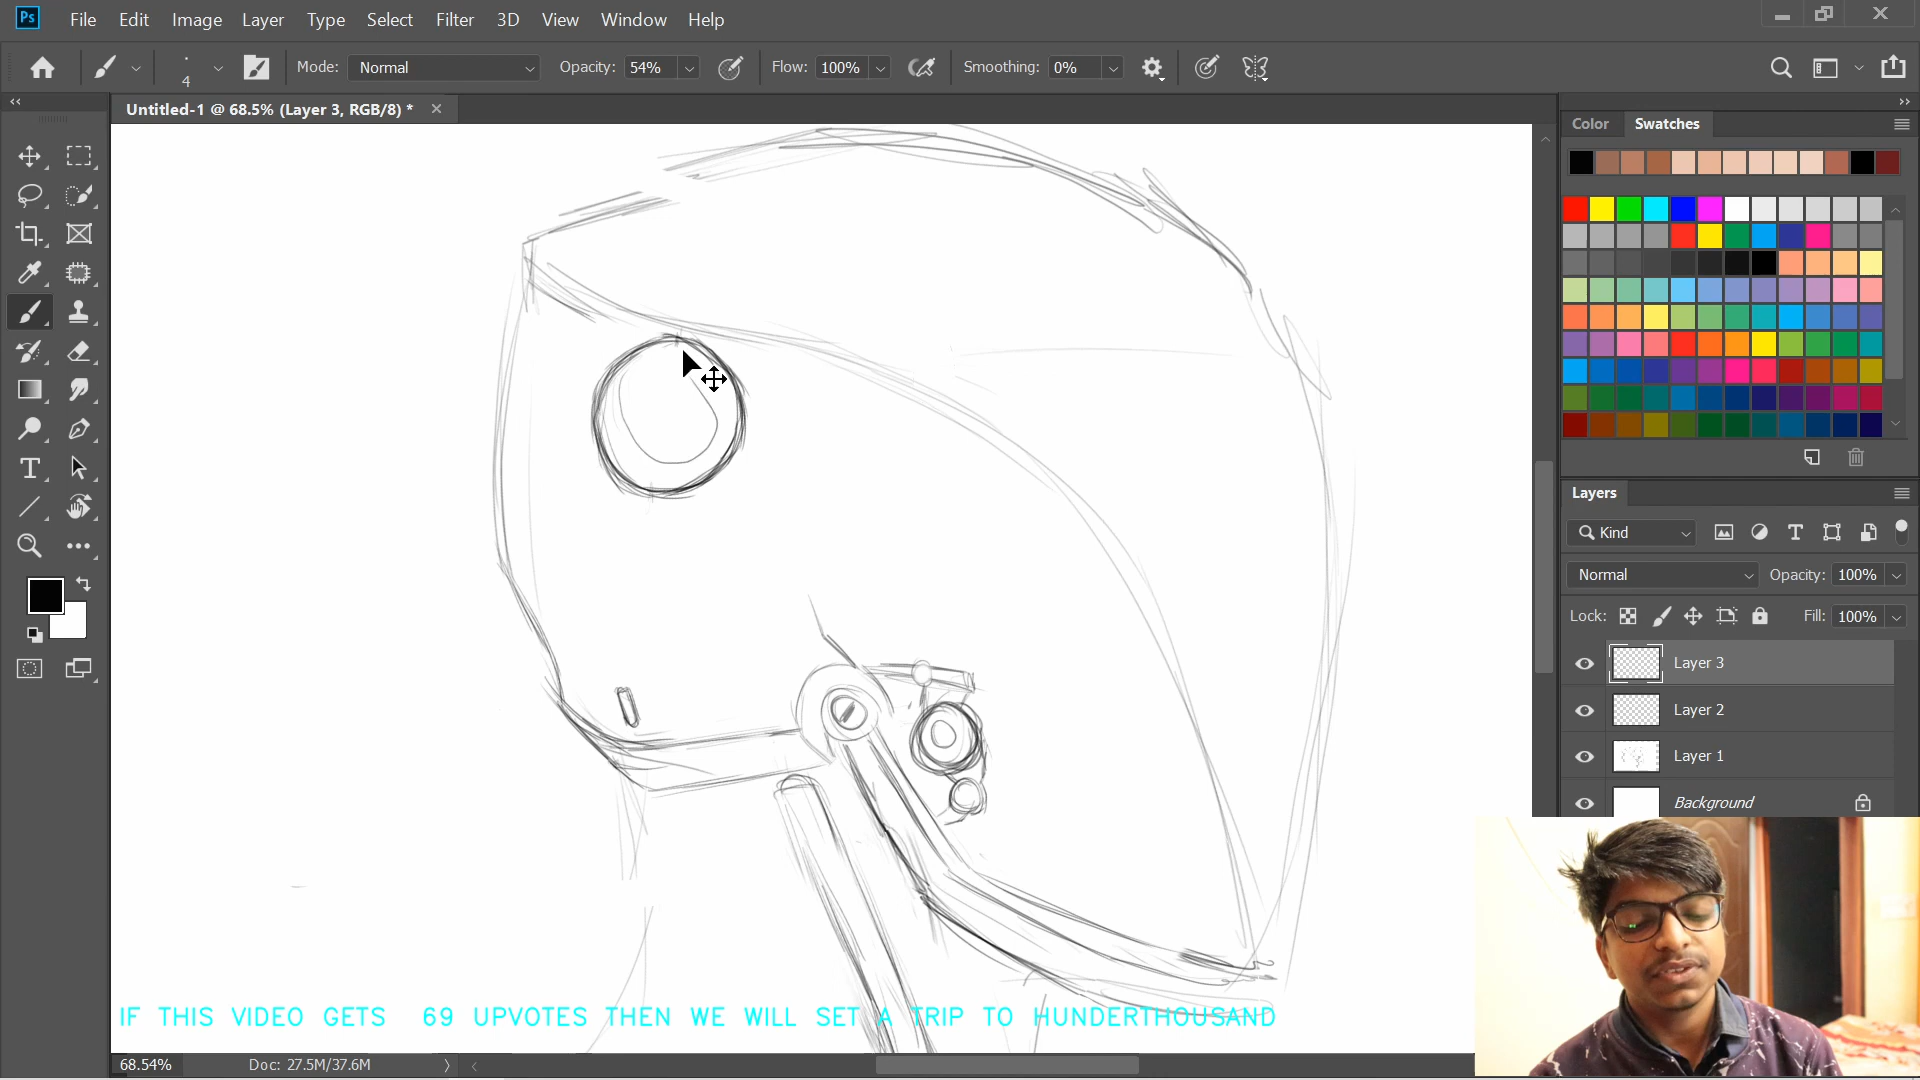 Ps File Edit Image Layer Type Select Filter 3D View Window Help
4 Mode: Normal Opacity: 54% Flow: 100% Smoothing: 0%
Untitled-1 @ 68.5% (Layer 3, RGB/8) *
Color Swatches
Layers
Kind
Normal Opacity: 100%
Lock: Fill: 100%
Layer 3
Layer 2
Layer 1
Background
IF THIS VIDEO GETS 69 UPVOTES THEN WE WILL SET A TRIP TO HUNDERTHOUSAND
68.54% Doc: 27.5M/37.6M